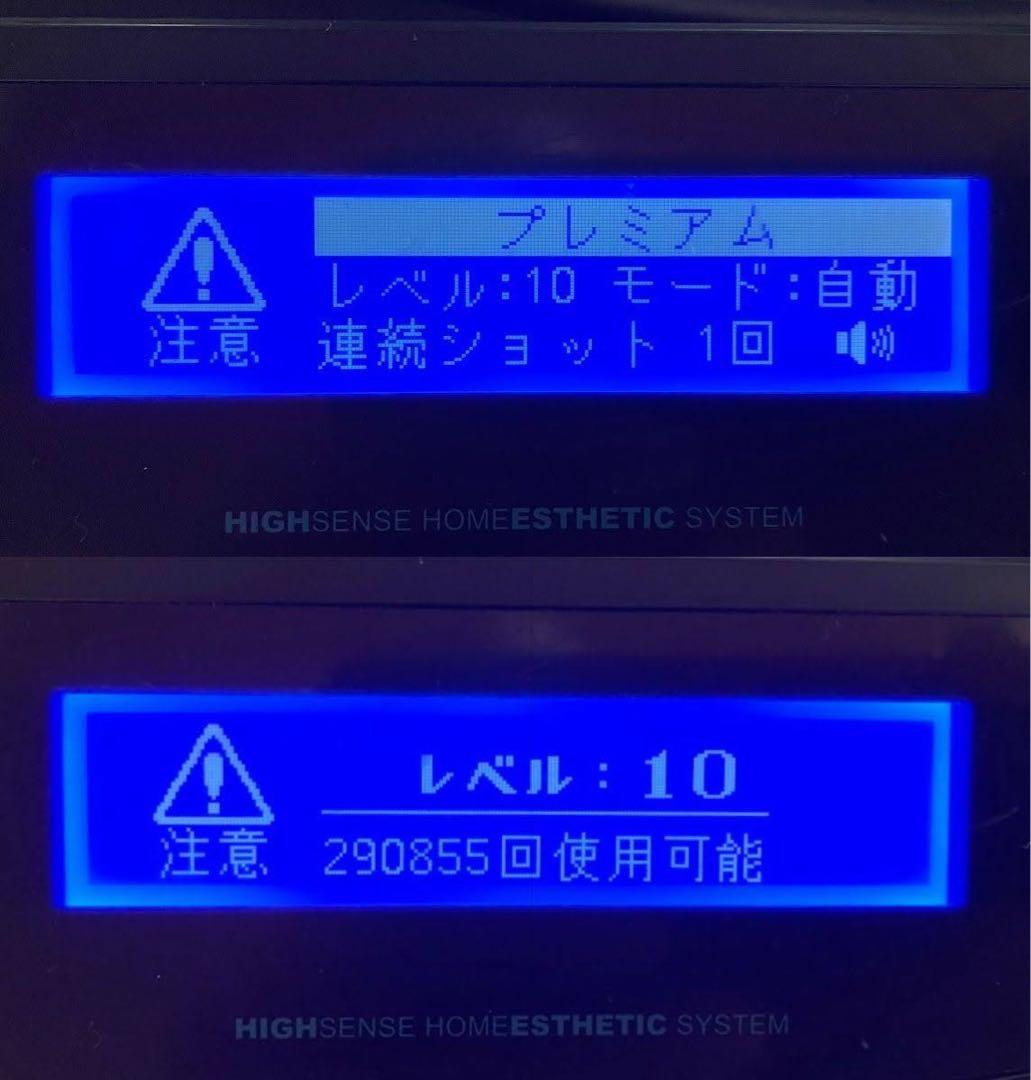 プレミアム
レベル:10 モード:自動
注意
連続ショット 1回
HIGHSENSE HOMEESTHETIC SYSTEM
レベル:10
注意
290855回使用可能
HIGHSENSE HOMEESTHETIC SYSTEM